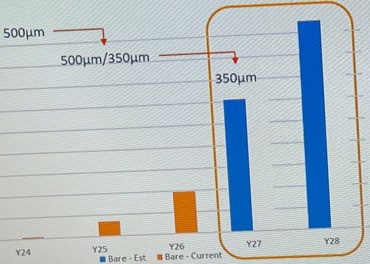 500µm
500µm/350µm
350µm
Y24 Y25 Y26 Y27 Y28
Bare - Est Bare - Current